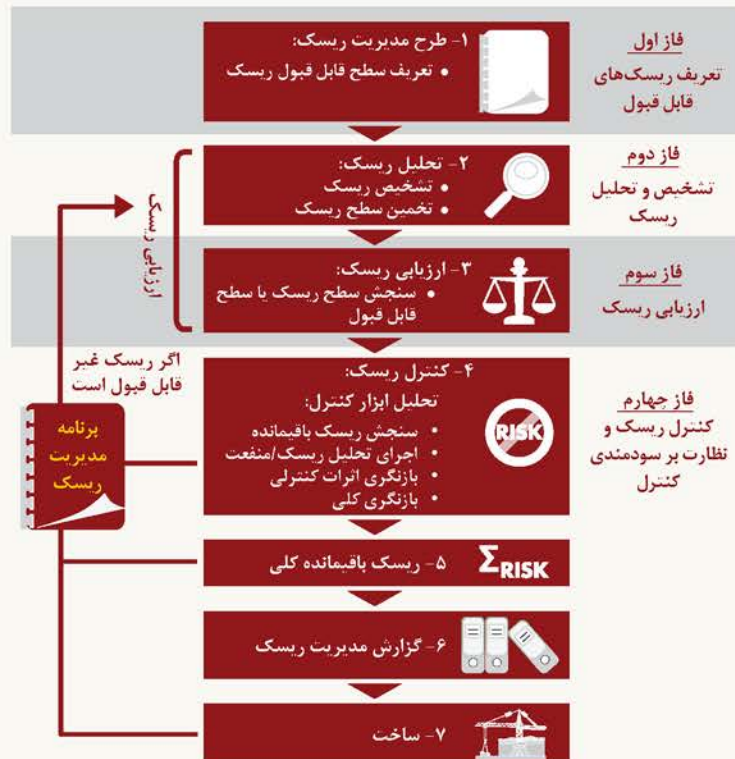 فاز اول
تعریف ریسک‌های
قابل قبول
۱- طرح مدیریت ریسک:
• تعریف سطح قابل قبول ریسک
فاز دوم
تشخیص و تحلیل
ریسک
۲- تحلیل ریسک:
• تشخیص ریسک
• تخمین سطح ریسک
ارزیابی ریسک
فاز سوم
ارزیابی ریسک
۳- ارزیابی ریسک:
• سنجش سطح ریسک با سطح
قابل قبول
فاز چهارم
کنترل ریسک و
نظارت بر سودمندی
کنترل
۴- کنترل ریسک:
تحلیل ابزار کنترل:
• سنجش ریسک باقیمانده
• اجرای تحلیل ریسک/منفعت
• بازنگری اثرات کنترلی
• بازنگری کلی
RISK
اگر ریسک غیر
قابل قبول است
برنامه
مدیریت
ریسک
۵- ریسک باقیمانده کلی
ΣRISK
۶- گزارش مدیریت ریسک
۷- ساخت